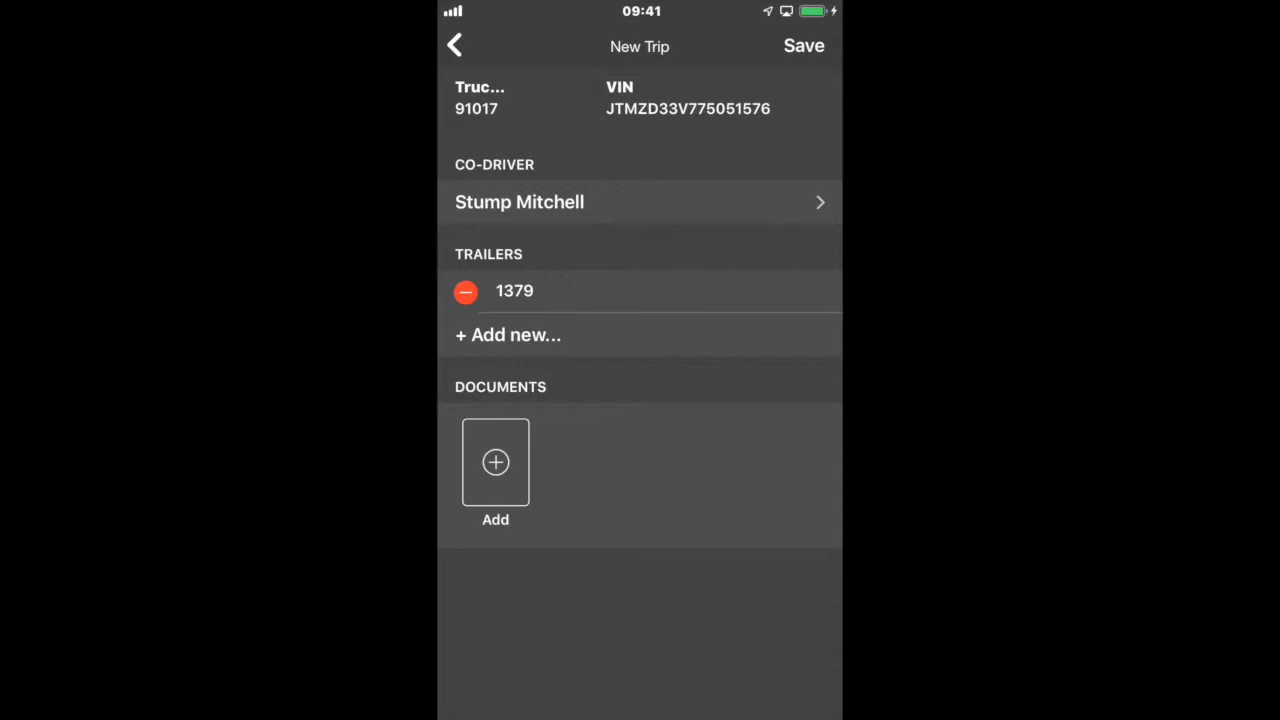 09:41
New Trip
Save
Truc...
VIN
91017
JTMZD33V775051576
CO-DRIVER
Stump Mitchell
TRAILERS
1379
+ Add new...
DOCUMENTS
Add